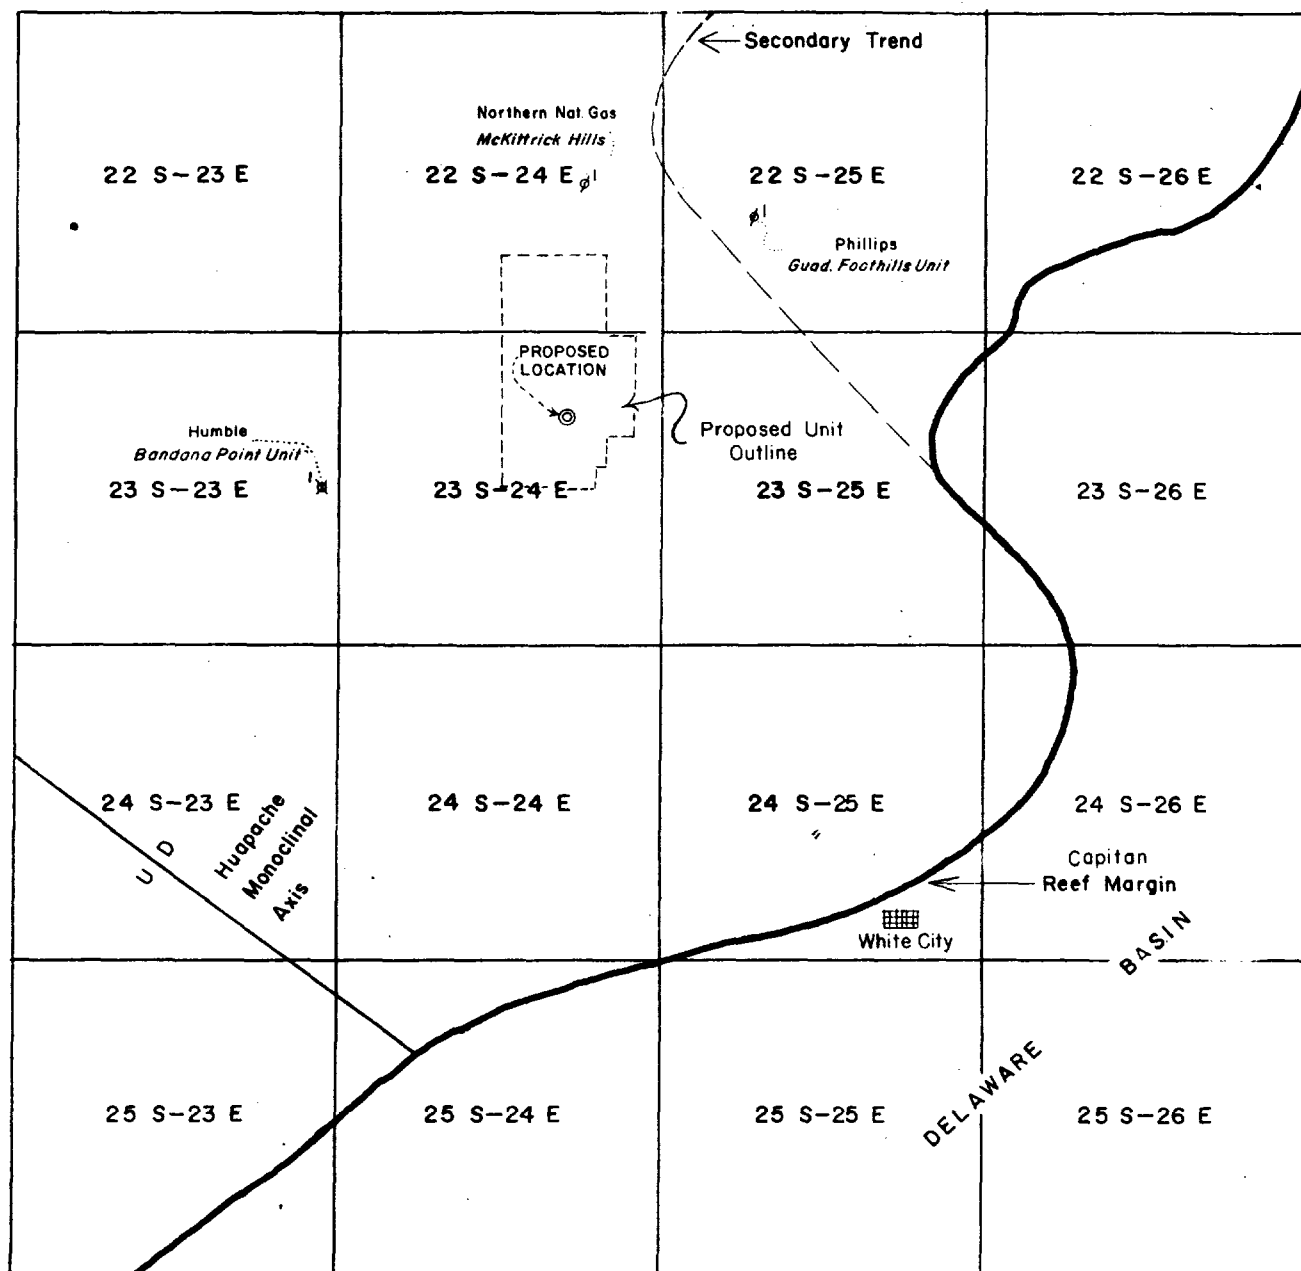 Secondary Trend
Northern Nat. Gas
McKittrick Hills
22 S-23 E
22 S-24 E
1
22 S-25 E
22 S-26 E
1
Phillips
Guad. Foothills Unit
PROPOSED
LOCATION
Proposed Unit
Outline
Humble
Bandana Point Unit
1
23 S-23 E
23 S-24 E
23 S-25 E
23 S-26 E
24 S-23 E
24 S-24 E
24 S-25 E
24 S-26 E
Huapache
Monoclinal
Axis
U
D
Capitan
Reef Margin
White City
BASIN
DELAWARE
25 S-23 E
25 S-24 E
25 S-25 E
25 S-26 E